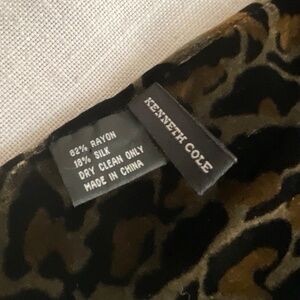 82% RAYON
18% SILK
DRY CLEAN ONLY
MADE IN CHINA
KENNETH COLE